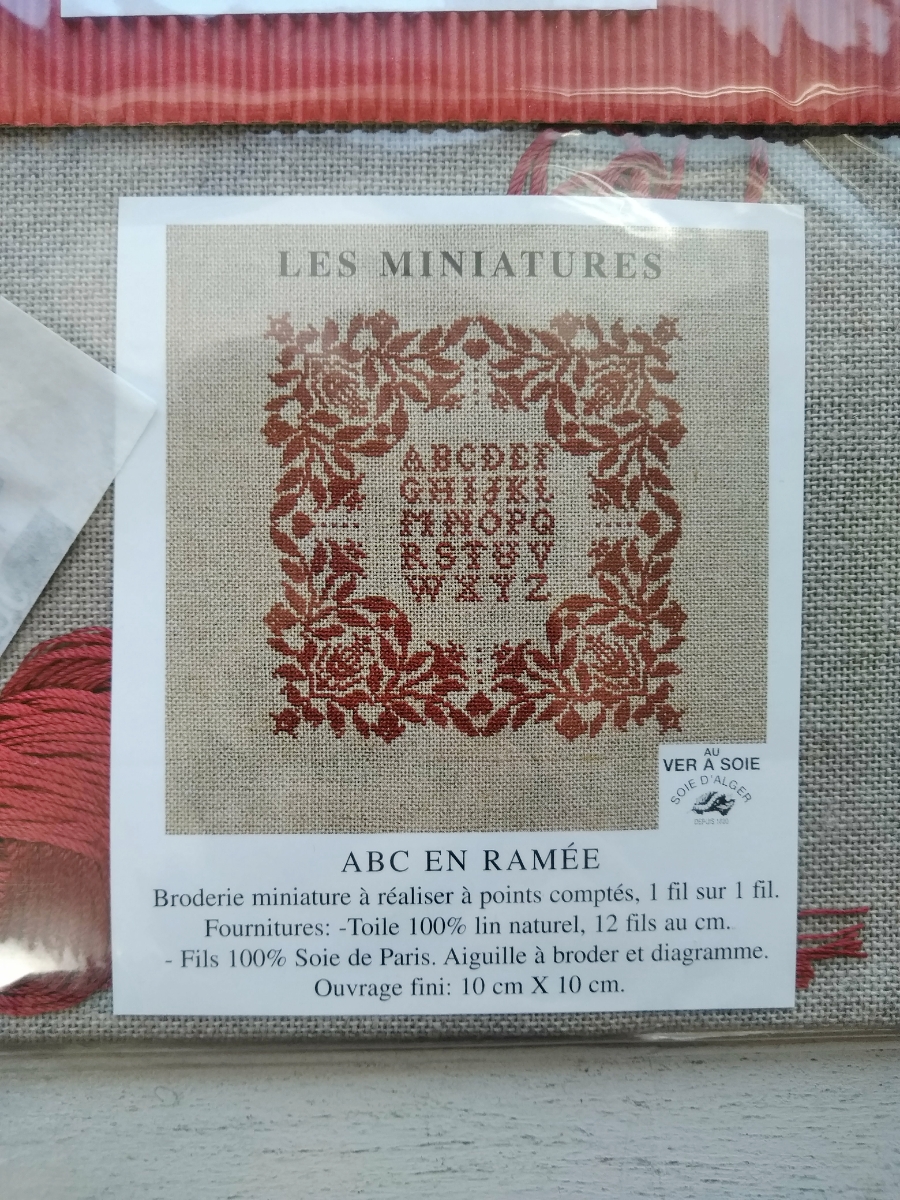 LES MINIATURES
ABCDEF
GHIJKL
MNOPQ
RSTUV
WXYZ
AU
VER À SOIE
SOIE D'ALGER
ABC EN RAMÉE
Broderie miniature à réaliser à points comptés, 1 fil sur 1 fil.
Fournitures: -Toile 100% lin naturel, 12 fils au cm.
- Fils 100% Soie de Paris. Aiguille à broder et diagramme.
Ouvrage fini: 10 cm X 10 cm.